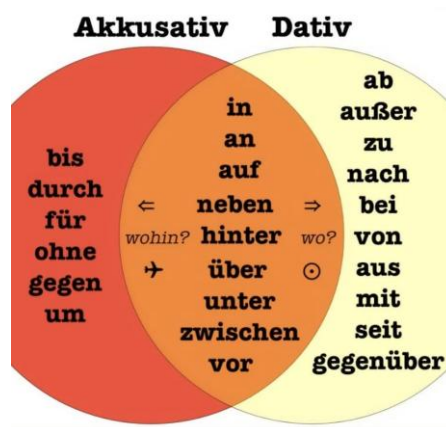 Akkusativ Dativ
bis
durch
für
ohne
gegen
um
in
an
auf
⇐ neben ⇒
wohin? hinter wo?
✈ über ⊙
unter
zwischen
vor
ab
außer
zu
nach
bei
von
aus
mit
seit
gegenüber